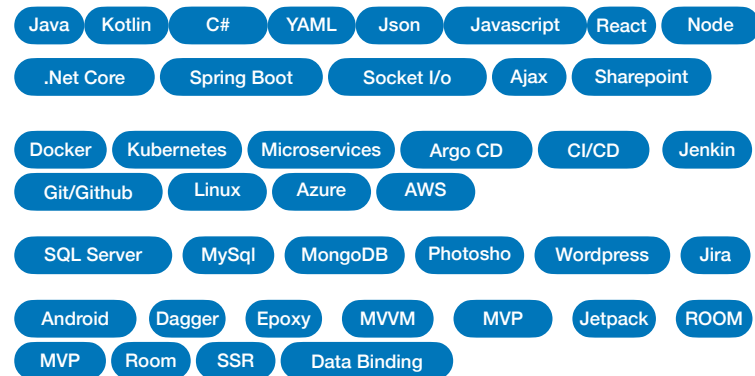 Java Kotlin C# YAML Json Javascript React Node
.Net Core Spring Boot Socket I/o Ajax Sharepoint
Docker Kubernetes Microservices Argo CD CI/CD Jenkin
Git/Github Linux Azure AWS
SQL Server MySql MongoDB Photosho Wordpress Jira
Android Dagger Epoxy MVVM MVP Jetpack ROOM
MVP Room SSR Data Binding